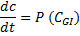 dc/dt = P (C_GI)